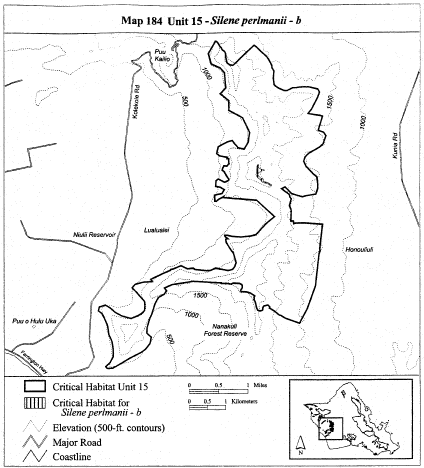 Map 184 Unit 15 - Silene perlmanii - b
Puu
Kailio
1000
500
Kolekole Rd
1500
1000
Kunia Rd
Niulii Reservoir
Lualualei
Honouliuli
Puu o Hulu Uka
Farrington Hwy
1500
1000
500
Nanakuli
Forest Reserve
Critical Habitat Unit 15
Critical Habitat for
Silene perlmanii - b
Elevation (500-ft. contours)
Major Road
Coastline
0 0.5 1 Miles
0 0.5 1 Kilometers
N